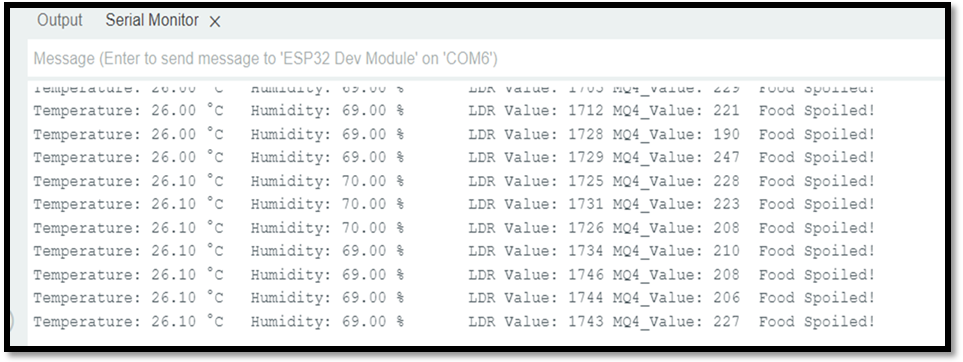 Output Serial Monitor ×
Message (Enter to send message to 'ESP32 Dev Module' on 'COM6')
Temperature: 26.00 °C Humidity: 69.00 % LDR Value: 1705 MQ4_Value: 229 Food Spoiled!
Temperature: 26.00 °C Humidity: 69.00 % LDR Value: 1712 MQ4_Value: 221 Food Spoiled!
Temperature: 26.00 °C Humidity: 69.00 % LDR Value: 1728 MQ4_Value: 190 Food Spoiled!
Temperature: 26.00 °C Humidity: 69.00 % LDR Value: 1729 MQ4_Value: 247 Food Spoiled!
Temperature: 26.10 °C Humidity: 70.00 % LDR Value: 1725 MQ4_Value: 228 Food Spoiled!
Temperature: 26.10 °C Humidity: 70.00 % LDR Value: 1731 MQ4_Value: 223 Food Spoiled!
Temperature: 26.10 °C Humidity: 70.00 % LDR Value: 1726 MQ4_Value: 208 Food Spoiled!
Temperature: 26.10 °C Humidity: 69.00 % LDR Value: 1734 MQ4_Value: 210 Food Spoiled!
Temperature: 26.10 °C Humidity: 69.00 % LDR Value: 1746 MQ4_Value: 208 Food Spoiled!
Temperature: 26.10 °C Humidity: 69.00 % LDR Value: 1744 MQ4_Value: 206 Food Spoiled!
Temperature: 26.10 °C Humidity: 69.00 % LDR Value: 1743 MQ4_Value: 227 Food Spoiled!